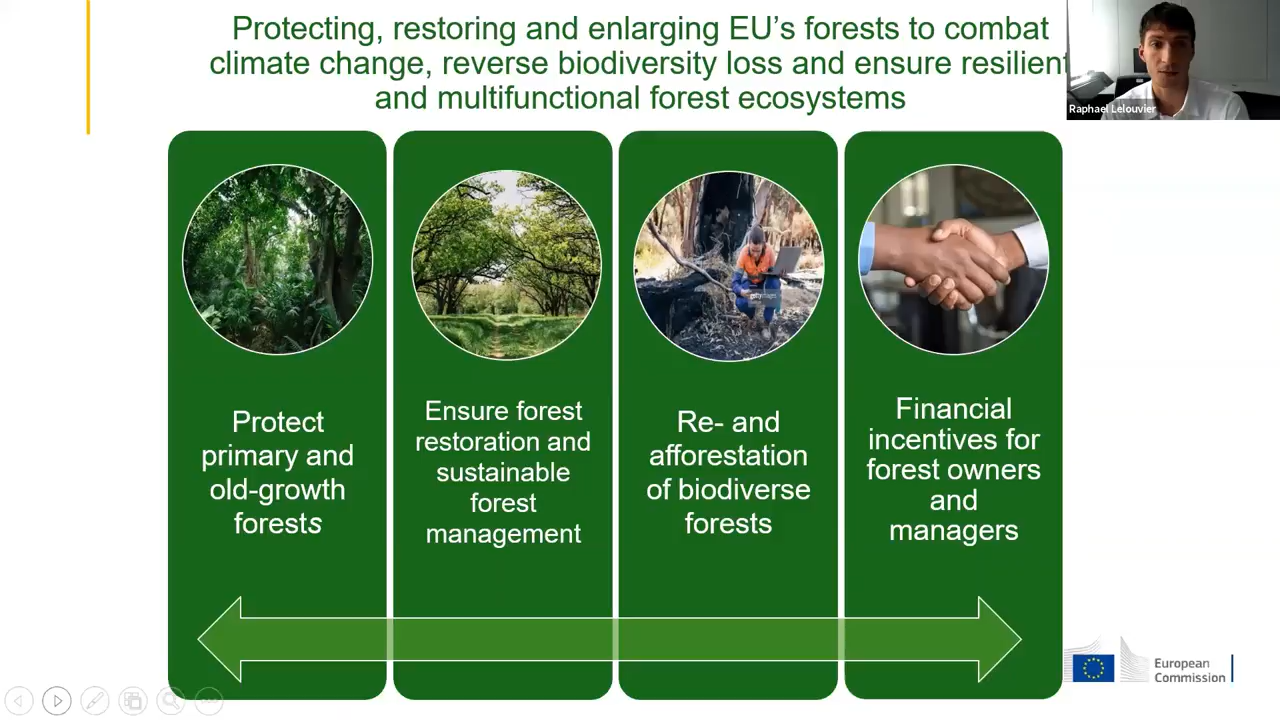 Protecting, restoring and enlarging EU's forests to combat
climate change, reverse biodiversity loss and ensure resilient
and multifunctional forest ecosystems
Raphael Lelouvier
Protect
primary and
old-growth
forests
Ensure forest
restoration and
sustainable
forest
management
Re- and
afforestation
of biodiverse
forests
gettyimages
Financial
incentives for
forest owners
and
managers
European
Commission